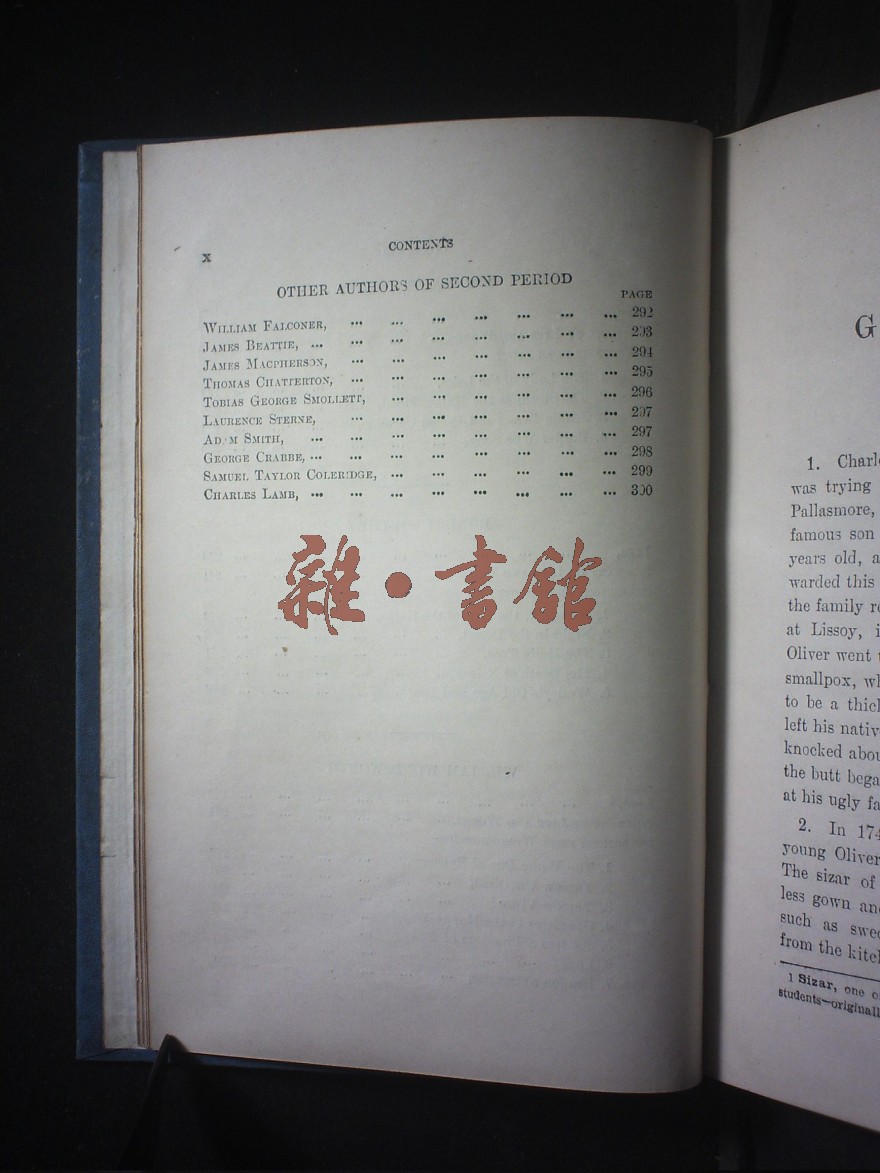 x
CONTENTS
OTHER AUTHORS OF SECOND PERIOD
PAGE
WILLIAM FALCONER, ... ... ... ... ... ... ... 292
JAMES BEATTIE, ... ... ... ... ... ... ... ... 293
JAMES MACPHERSON, ... ... ... ... ... ... ... 294
THOMAS CHATTERTON, ... ... ... ... ... ... ... 295
TOBIAS GEORGE SMOLLETT, ... ... ... ... ... ... 296
LAURENCE STERNE, ... ... ... ... ... ... ... 297
ADAM SMITH, ... ... ... ... ... ... ... ... 297
GEORGE CRABBE, ... ... ... ... ... ... ... ... 298
SAMUEL TAYLOR COLERIDGE, ... ... ... ... ... ... 299
CHARLES LAMB, ... ... ... ... ... ... ... ... 300
雜·書館
G
1. Charl
was trying
Pallasmore,
famous son
years old, a
warded this
the family r
at Lissoy, i
Oliver went t
smallpox, wh
to be a thic
left his nativ
knocked abou
the butt bega
at his ugly fa
2. In 174
young Oliver
The sizar of
less gown an
such as swe
from the kitc
1 Sizar, one o
students—originall